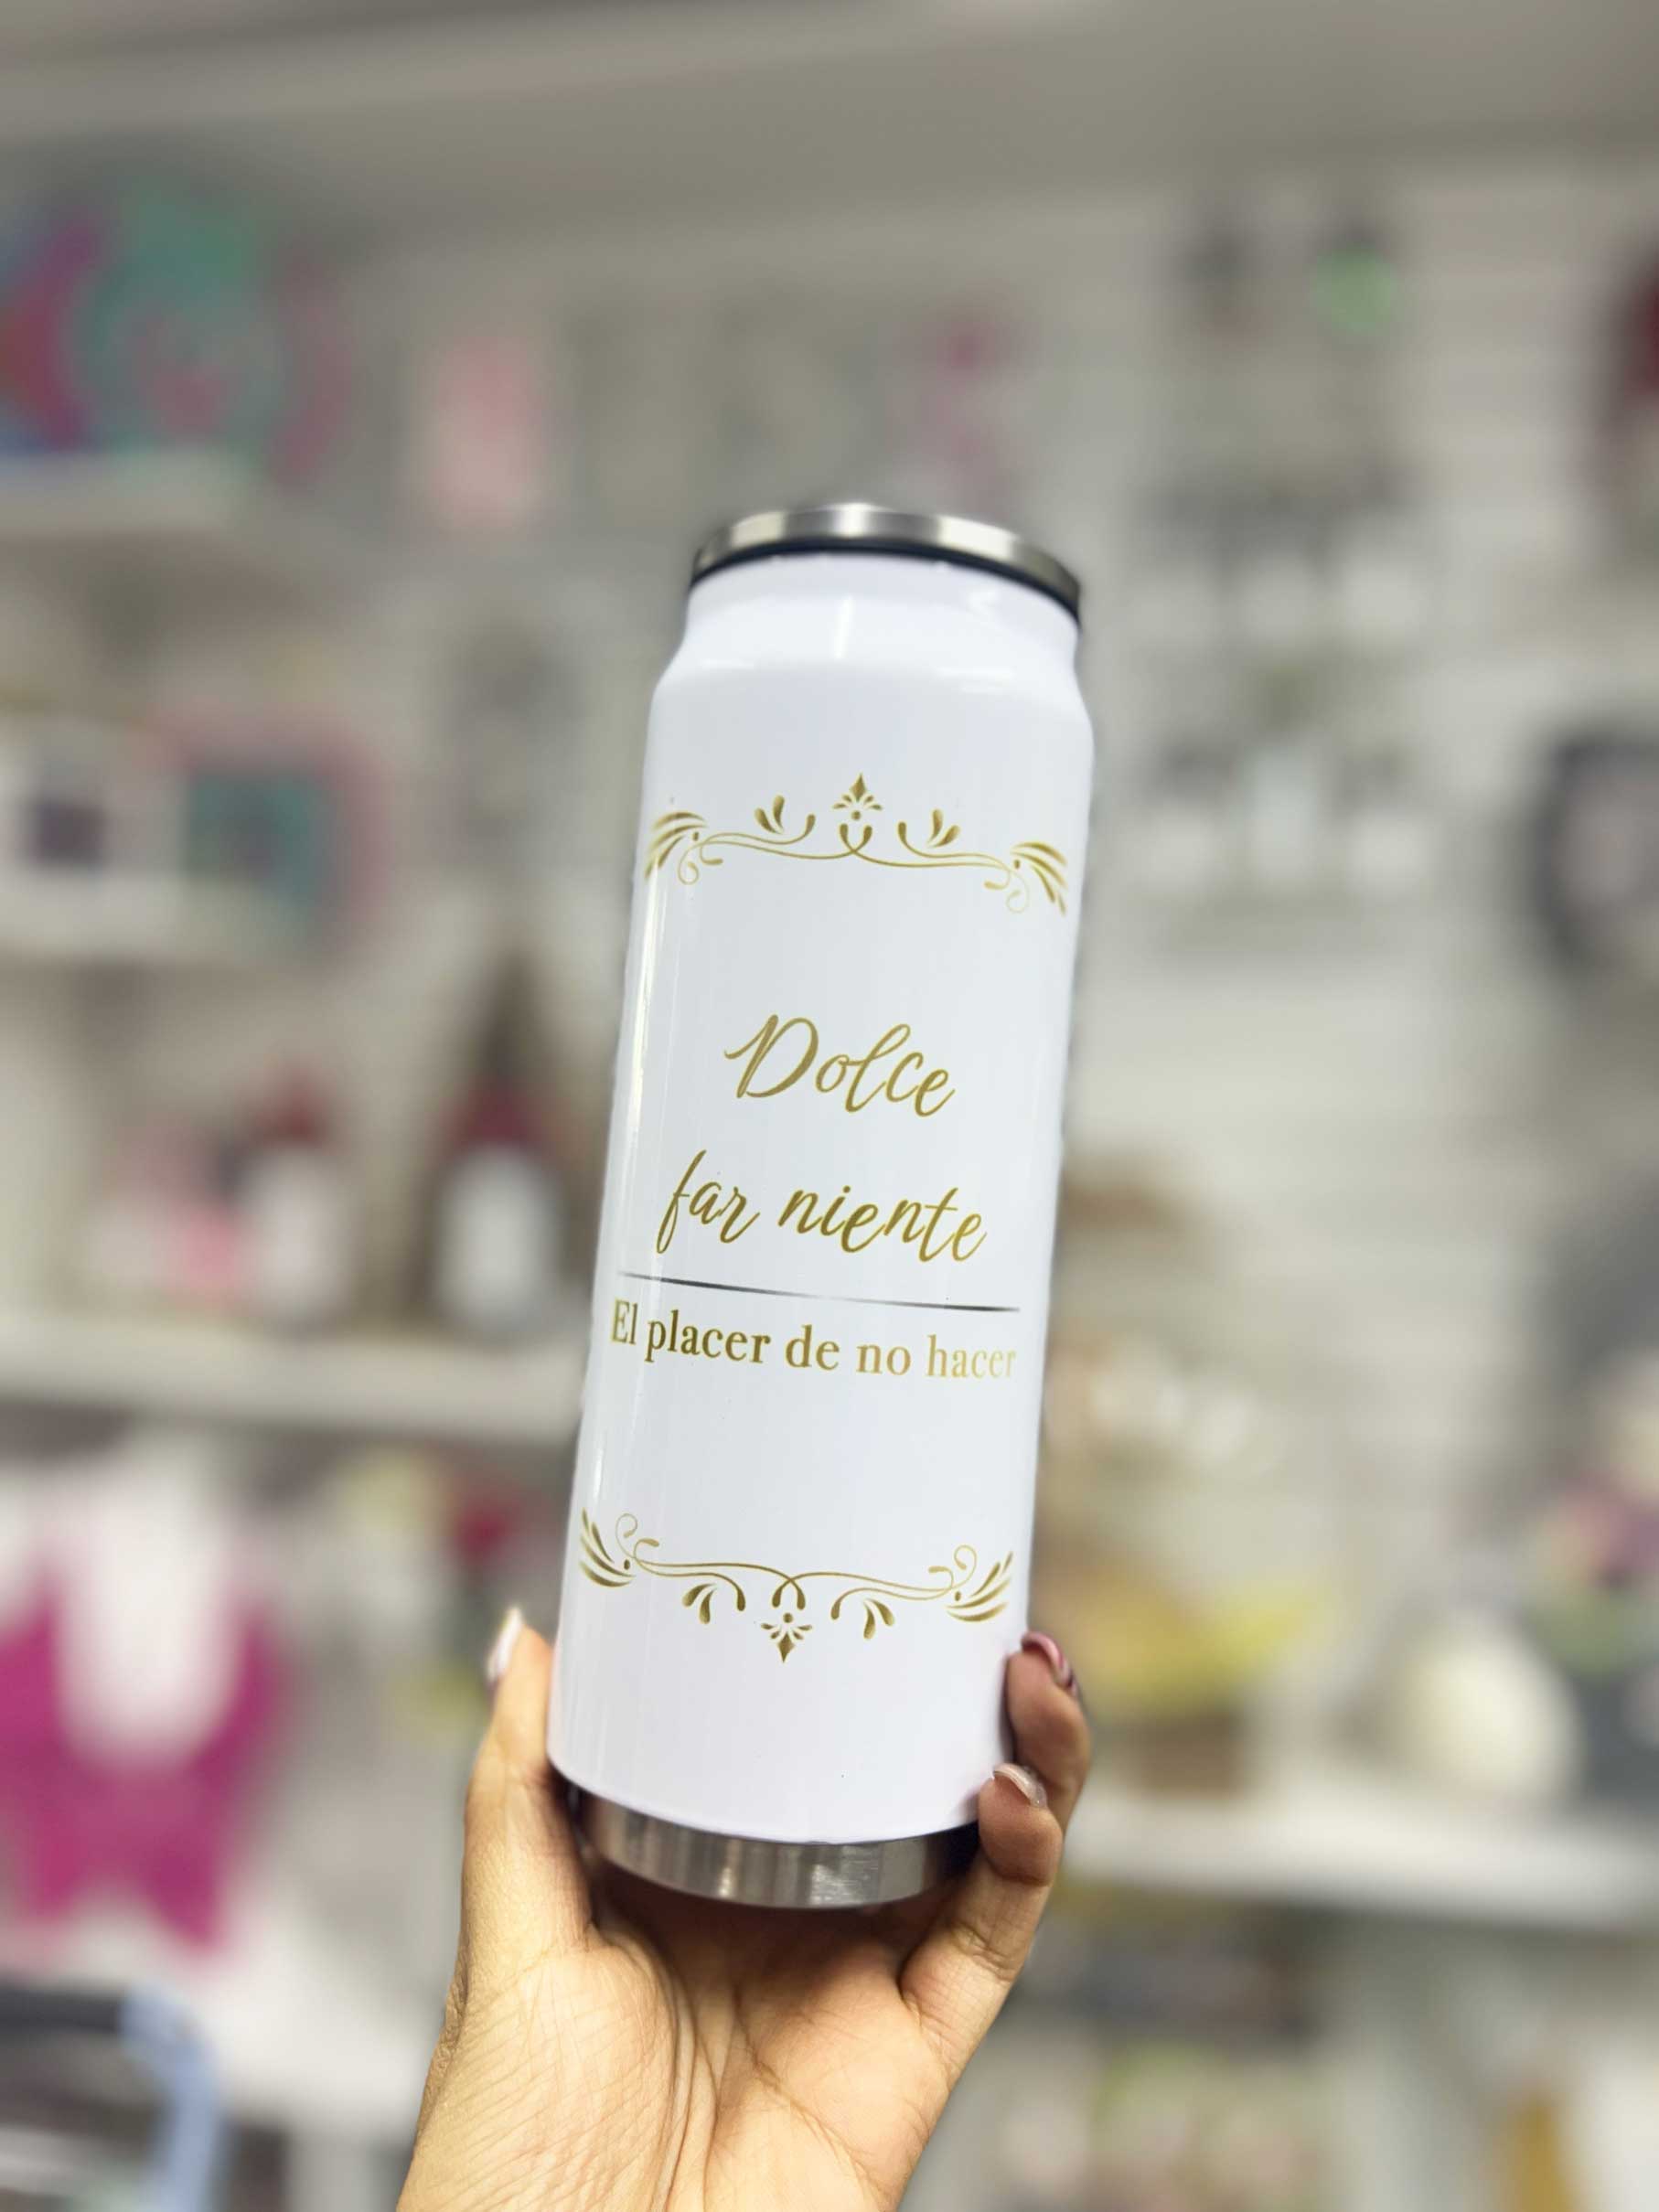 Dolce
far niente
El placer de no hacer